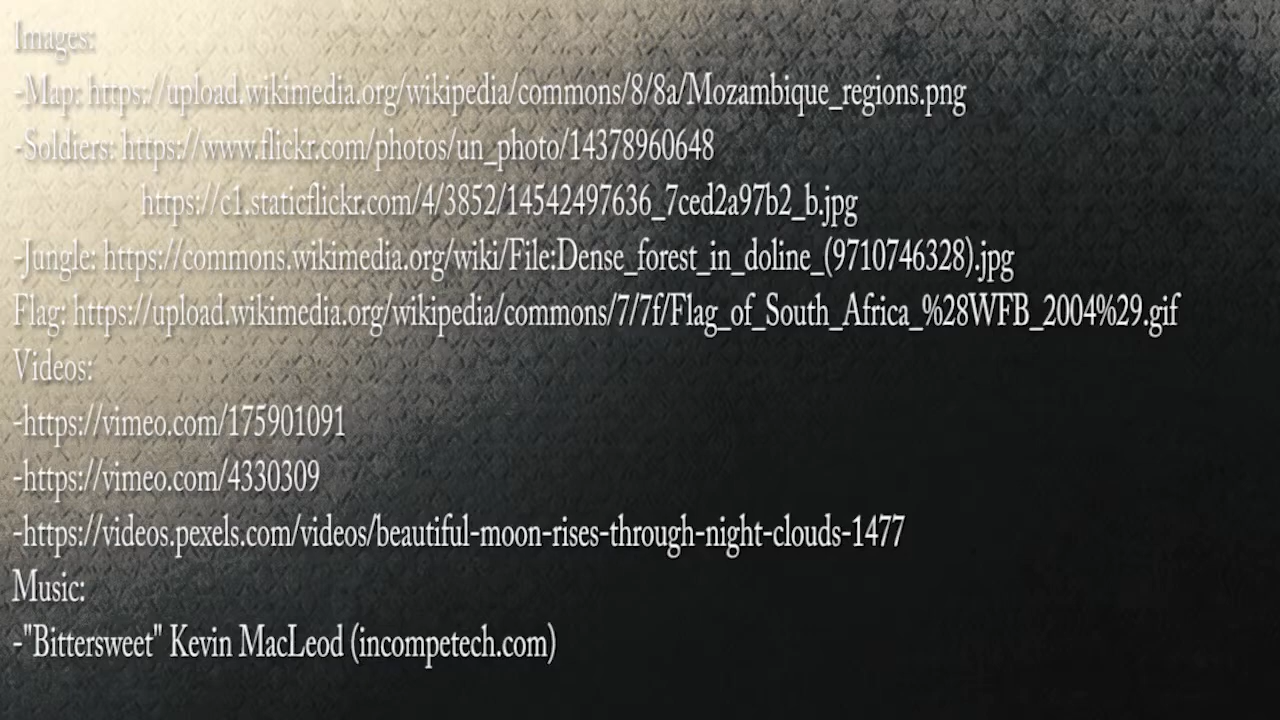 Images:
-Map: https://upload.wikimedia.org/wikipedia/commons/8/8a/Mozambique_regions.png
-Soldiers: https://www.flickr.com/photos/un_photo/14378960648
https://c1.staticflickr.com/4/3852/14542497636_7ced2a97b2_b.jpg
-Jungle: https://commons.wikimedia.org/wiki/File:Dense_forest_in_doline_(9710746328).jpg
Flag: https://upload.wikimedia.org/wikipedia/commons/7/7f/Flag_of_South_Africa_%28WFB_2004%29.gif
Videos:
-https://vimeo.com/175901091
-https://vimeo.com/4330309
-https://videos.pexels.com/videos/beautiful-moon-rises-through-night-clouds-1477
Music:
-"Bittersweet" Kevin MacLeod (incompetech.com)